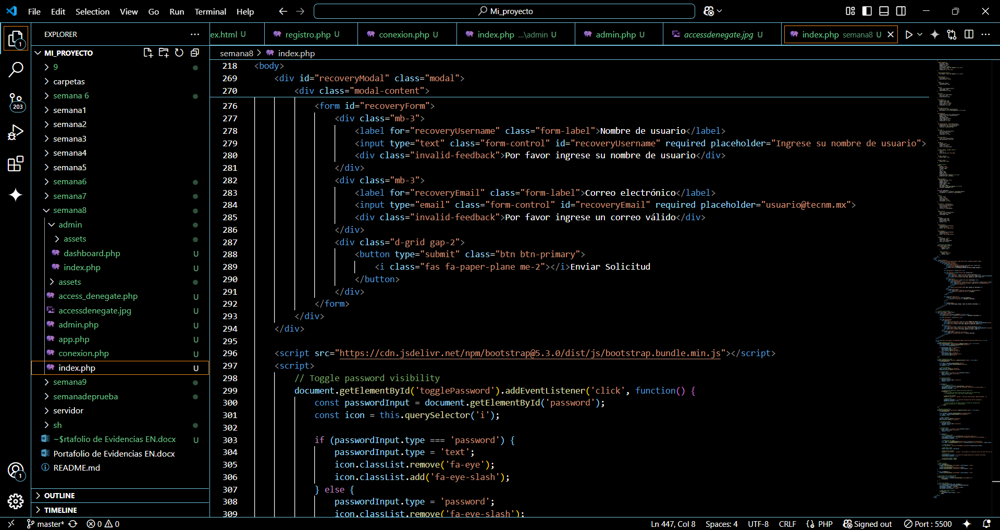 File Edit Selection View Go Run Terminal Help
Mi_proyecto
EXPLORER
ex.html U
registro.php U
conexion.php U
index.php ...\admin U
admin.php U
accessdenegate.jpg U
index.php semana8 U
MI_PROYECTO
9
carpetas
semana 6
semana1
semana2
semana3
semana4
semana5
semana6
semana7
semana8
admin
assets
dashboard.php U
index.php U
assets
access_denegate.php U
accessdenegate.jpg U
admin.php U
app.php U
conexion.php U
index.php U
semana9
semanadeprueba
servidor
sh
~$rtafolio de Evidencias EN.docx U
Portafolio de Evidencias EN.docx
README.md
OUTLINE
TIMELINE
1
203
1
semana8 > index.php
218 <body>
269 <div id="recoveryModal" class="modal">
270 <div class="modal-content">
276 <form id="recoveryForm">
277 <div class="mb-3">
278 <label for="recoveryUsername" class="form-label">Nombre de usuario</label>
279 <input type="text" class="form-control" id="recoveryUsername" required placeholder="Ingrese su nombre de usuario">
280 <div class="invalid-feedback">Por favor ingrese su nombre de usuario</div>
281 </div>
282 <div class="mb-3">
283 <label for="recoveryEmail" class="form-label">Correo electrónico</label>
284 <input type="email" class="form-control" id="recoveryEmail" required placeholder="usuario@tecnm.mx">
285 <div class="invalid-feedback">Por favor ingrese un correo válido</div>
286 </div>
287 <div class="d-grid gap-2">
288 <button type="submit" class="btn btn-primary">
289 <i class="fas fa-paper-plane me-2"></i>Enviar Solicitud
290 </button>
291 </div>
292 </form>
293 </div>
294 </div>
295
296 <script src="https://cdn.jsdelivr.net/npm/bootstrap@5.3.0/dist/js/bootstrap.bundle.min.js"></script>
297 <script>
298 // Toggle password visibility
299 document.getElementById('togglePassword').addEventListener('click', function() {
300 const passwordInput = document.getElementById('password');
301 const icon = this.querySelector('i');
302
303 if (passwordInput.type === 'password') {
304 passwordInput.type = 'text';
305 icon.classList.remove('fa-eye');
306 icon.classList.add('fa-eye-slash');
307 } else {
308 passwordInput.type = 'password';
309 icon.classList.remove('fa-eye-slash');
master* 0 0
Ln 447, Col 8 Spaces: 4 UTF-8 CRLF PHP Signed out Port : 5500